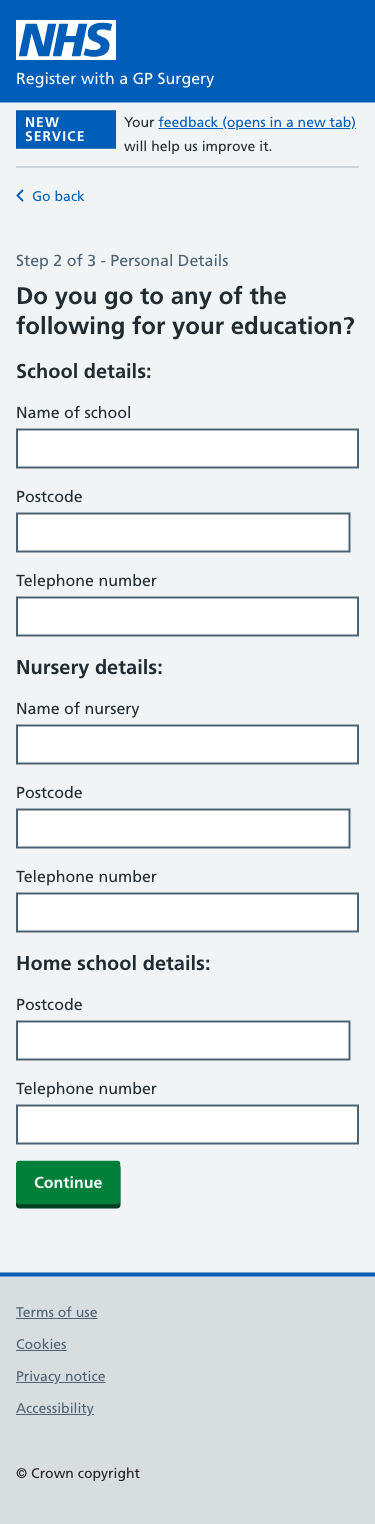 NHS
Register with a GP Surgery
NEW
SERVICE
Your feedback (opens in a new tab)
will help us improve it.
Go back
Step 2 of 3 - Personal Details
Do you go to any of the
following for your education?
School details:
Name of school
Postcode
Telephone number
Nursery details:
Name of nursery
Postcode
Telephone number
Home school details:
Postcode
Telephone number
Continue
Terms of use
Cookies
Privacy notice
Accessibility
© Crown copyright